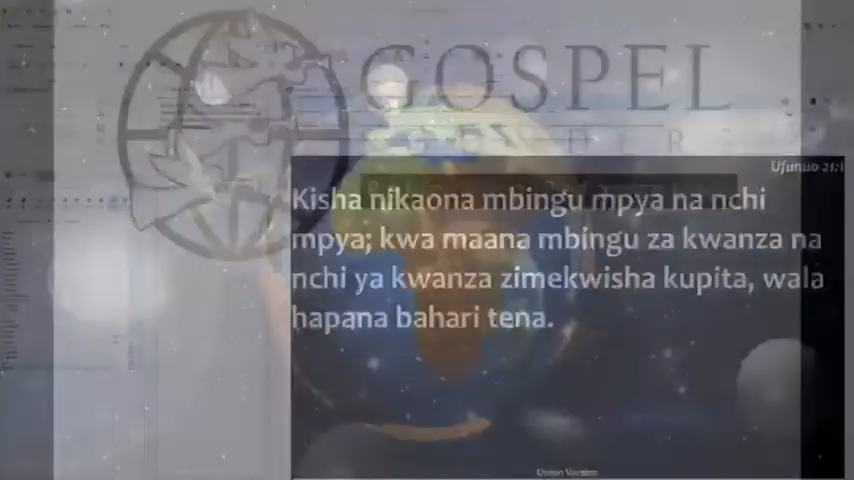 GOSPEL
Ufunuo 21:1
Kisha nikaona mbingu mpya na nchi
mpya; kwa maana mbingu za kwanza na
nchi ya kwanza zimekwisha kupita, wala
hapana bahari tena.
Union Version